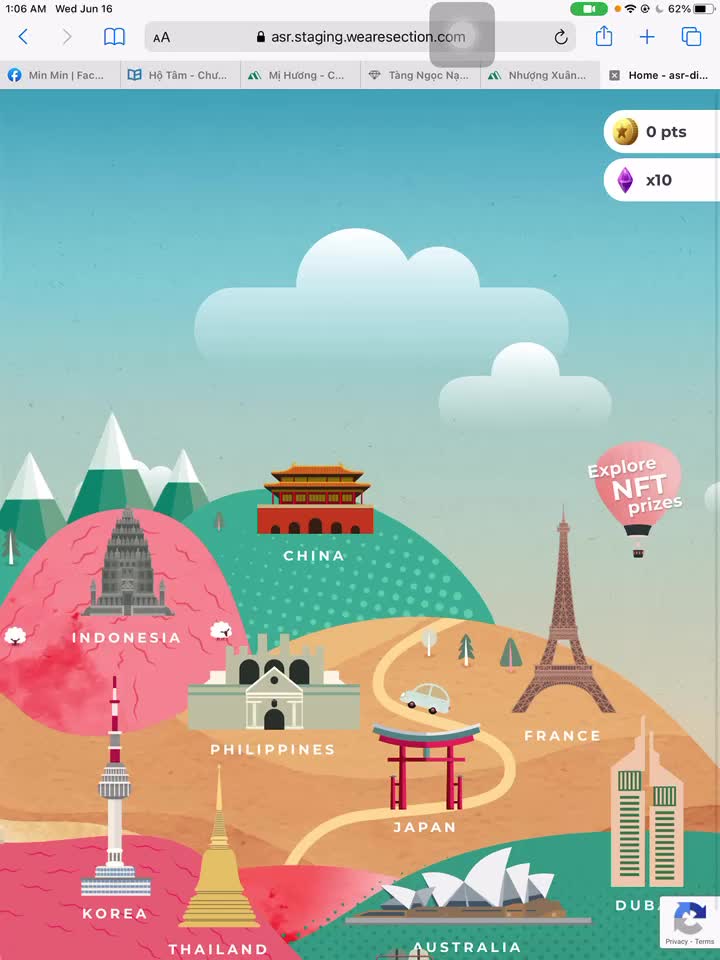 1:06 AM Wed Jun 16
62%
AA
asr.staging.wearesection.com
Min Min | Fac...
Hộ Tâm - Chư...
Mị Hương - C...
Tàng Ngọc Nạ...
Nhượng Xuân...
Home - asr-di...
0 pts
x10
Explore
NFT
prizes
CHINA
INDONESIA
PHILIPPINES
FRANCE
JAPAN
KOREA
DUBA
THAILAND
AUSTRALIA
Privacy - Terms